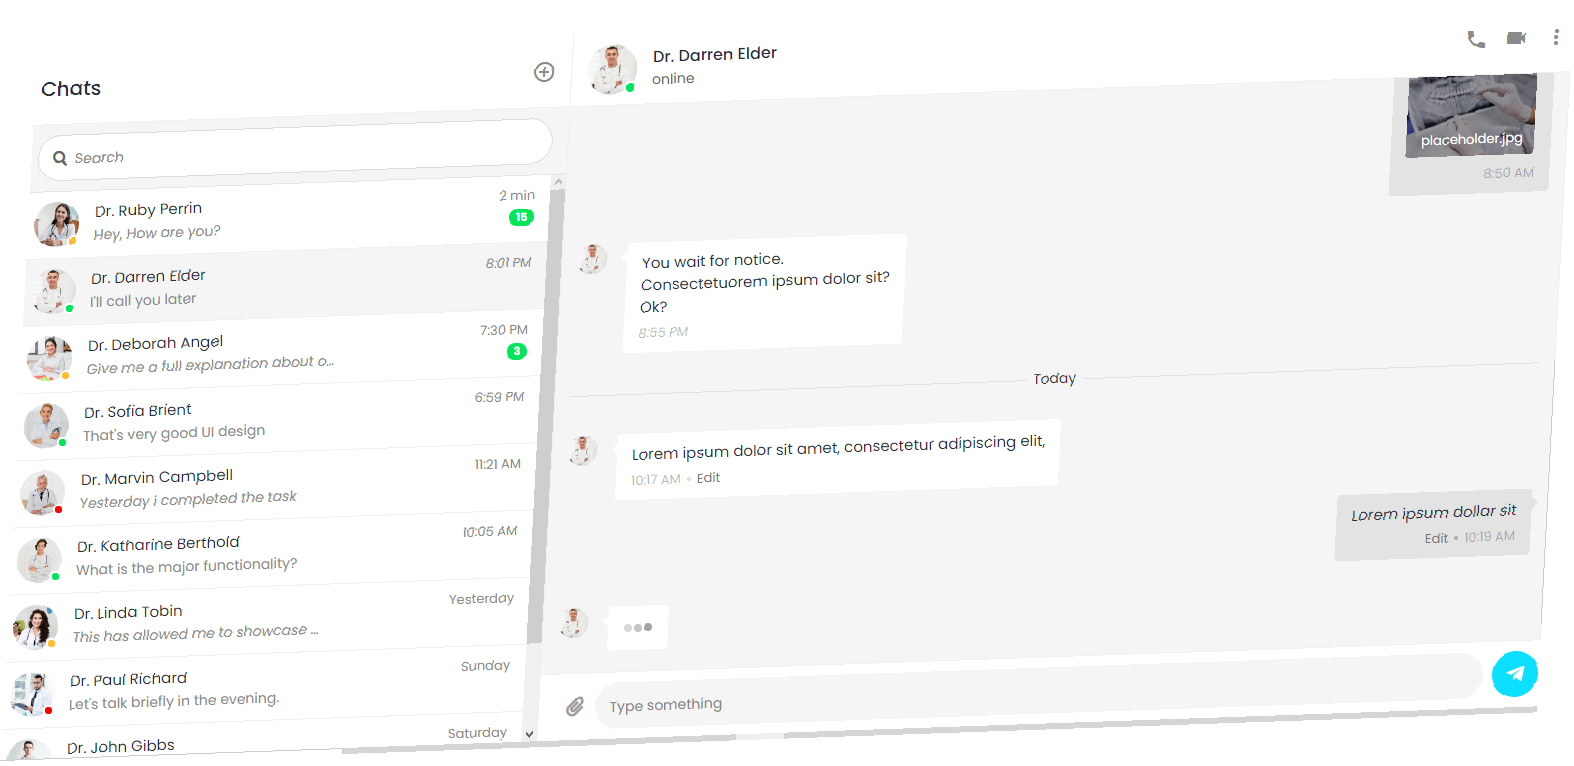 Chats
Search
Dr. Ruby Perrin
2 min
Hey, How are you?
15
Dr. Darren Elder
8:01 PM
I'll call you later
Dr. Deborah Angel
7:30 PM
Give me a full explanation about o...
3
Dr. Sofia Brient
6:59 PM
That's very good UI design
Dr. Marvin Campbell
11:21 AM
Yesterday i completed the task
Dr. Katharine Berthold
10:05 AM
What is the major functionality?
Dr. Linda Tobin
Yesterday
This has allowed me to showcase ...
Dr. Paul Richard
Sunday
Let's talk briefly in the evening.
Dr. John Gibbs
Saturday
Dr. Darren Elder
online
placeholder.jpg
8:50 AM
You wait for notice.
Consectetuorem ipsum dolor sit?
Ok?
8:55 PM
Today
Lorem ipsum dolor sit amet, consectetur adipiscing elit,
10:17 AM • Edit
Lorem ipsum dollar sit
Edit • 10:19 AM
Type something